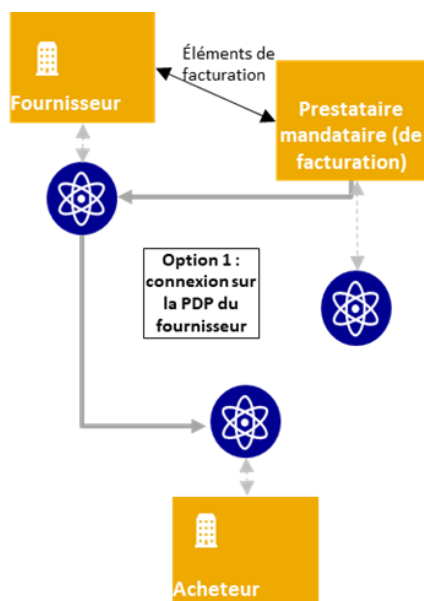 Éléments de
facturation
Fournisseur
Prestataire
mandataire (de
facturation)
Option 1 :
connexion sur
la PDP du
fournisseur
Acheteur